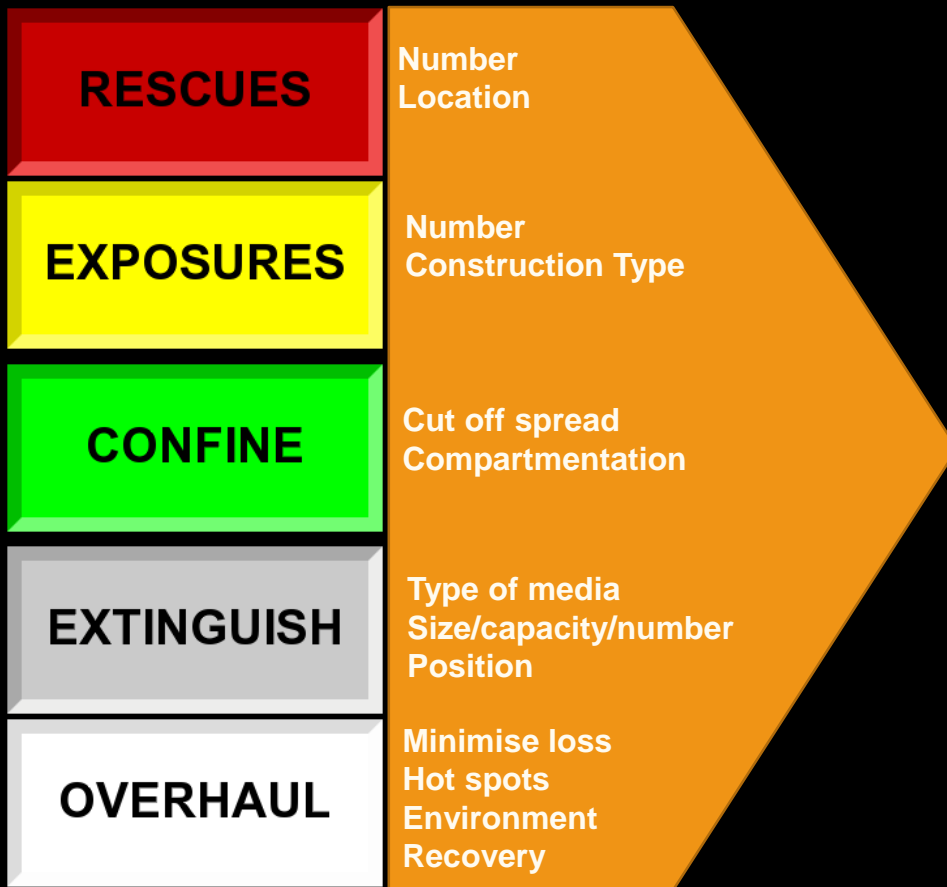 RESCUES
Number
Location
EXPOSURES
Number
Construction Type
CONFINE
Cut off spread
Compartmentation
EXTINGUISH
Type of media
Size/capacity/number
Position
OVERHAUL
Minimise loss
Hot spots
Environment
Recovery